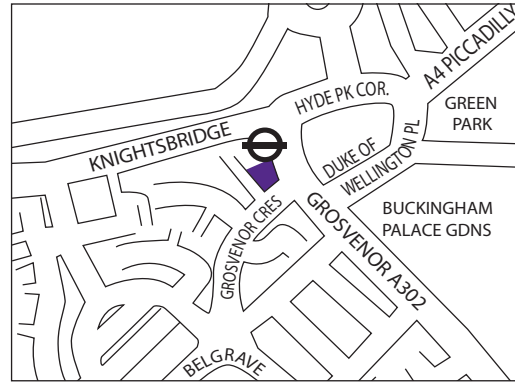 A4 PICCADILLY
HYDE PK COR.
GREEN
PARK
KNIGHTSBRIDGE
DUKE OF
WELLINGTON PL
GROSVENOR CRES
GROSVENOR A302
BUCKINGHAM
PALACE GDNS
BELGRAVE